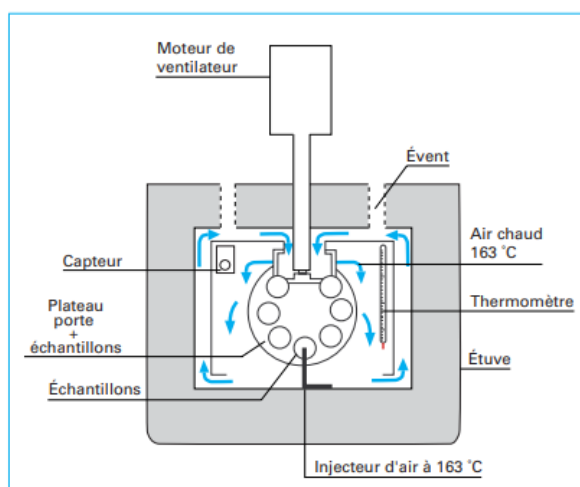 Moteur de
ventilateur
Évent
Air chaud
163 °C
Capteur
Thermomètre
Plateau
porte
+
échantillons
Étuve
Échantillons
Injecteur d'air à 163 °C